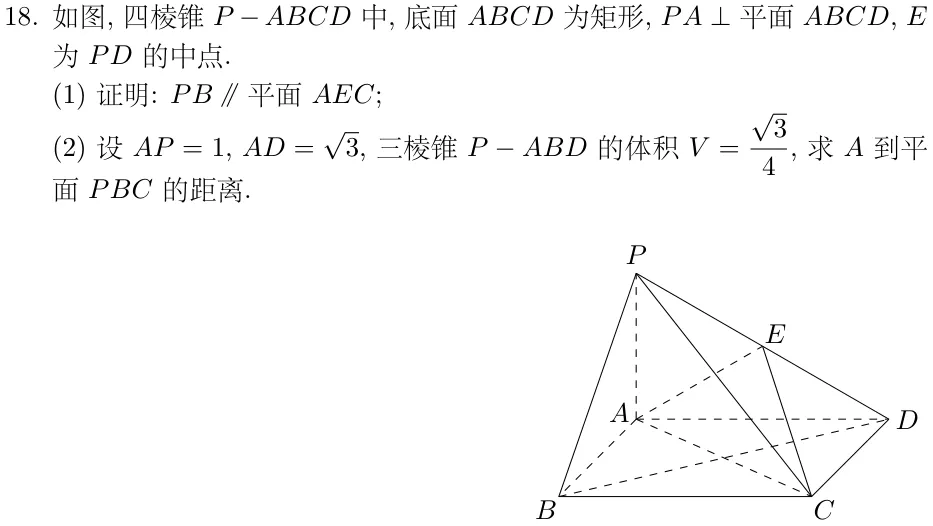 18. 如图, 四棱锥 P − ABCD 中, 底面 ABCD 为矩形, PA ⊥ 平面 ABCD, E
为 PD 的中点.
(1) 证明: PB ∥ 平面 AEC;
(2) 设 AP = 1, AD = √3, 三棱锥 P − ABD 的体积 V = √3/4, 求 A 到平
面 PBC 的距离.
P
E
A
D
B
C